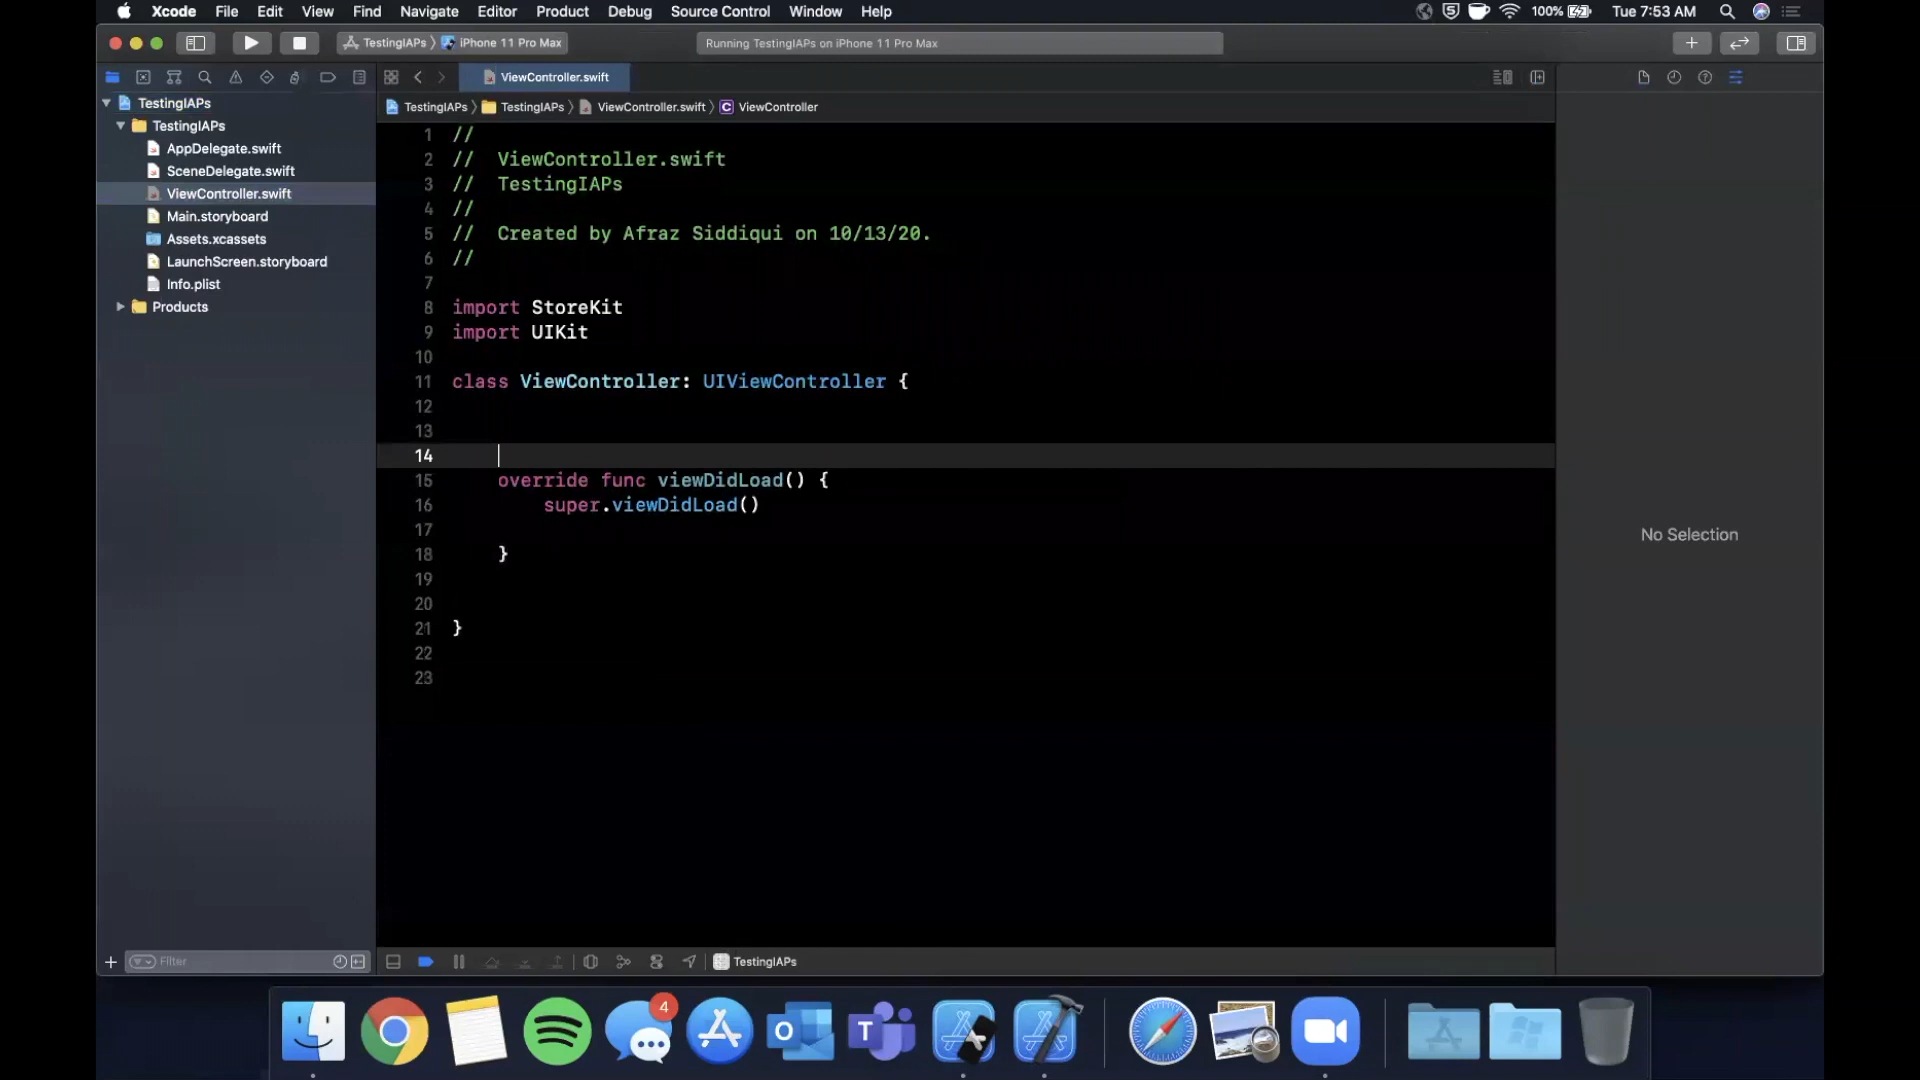 Xcode File Edit View Find Navigate Editor Product Debug Source Control Window Help 5 100% Tue 7:53 AM
TestingIAPs iPhone 11 Pro Max Running TestingIAPs on iPhone 11 Pro Max
ViewController.swift
TestingIAPs TestingIAPs ViewController.swift C ViewController
TestingIAPs
TestingIAPs
AppDelegate.swift
SceneDelegate.swift
ViewController.swift
Main.storyboard
Assets.xcassets
LaunchScreen.storyboard
Info.plist
Products
1 //
2 // ViewController.swift
3 // TestingIAPs
4 //
5 // Created by Afraz Siddiqui on 10/13/20.
6 //
7
8 import StoreKit
9 import UIKit
10
11 class ViewController: UIViewController {
12
13
14
15 override func viewDidLoad() {
16 super.viewDidLoad()
17
18 }
19
20
21 }
22
23
No Selection
Filter
TestingIAPs
4